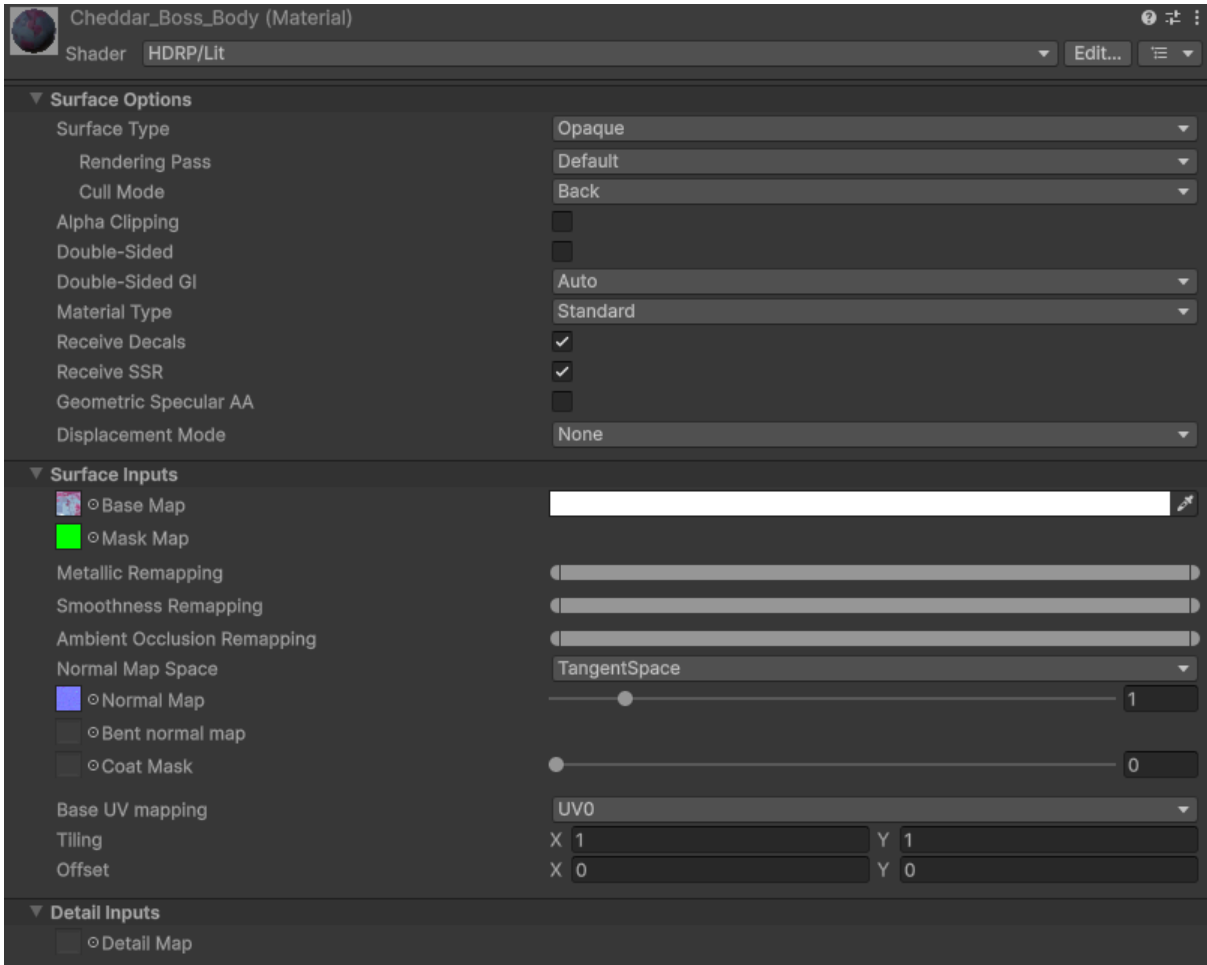 Cheddar_Boss_Body (Material)
Shader HDRP/Lit Edit...
Surface Options
Surface Type Opaque
Rendering Pass Default
Cull Mode Back
Alpha Clipping
Double-Sided
Double-Sided GI Auto
Material Type Standard
Receive Decals
Receive SSR
Geometric Specular AA
Displacement Mode None
Surface Inputs
Base Map
Mask Map
Metallic Remapping
Smoothness Remapping
Ambient Occlusion Remapping
Normal Map Space TangentSpace
Normal Map 1
Bent normal map
Coat Mask 0
Base UV mapping UV0
Tiling X 1 Y 1
Offset X 0 Y 0
Detail Inputs
Detail Map